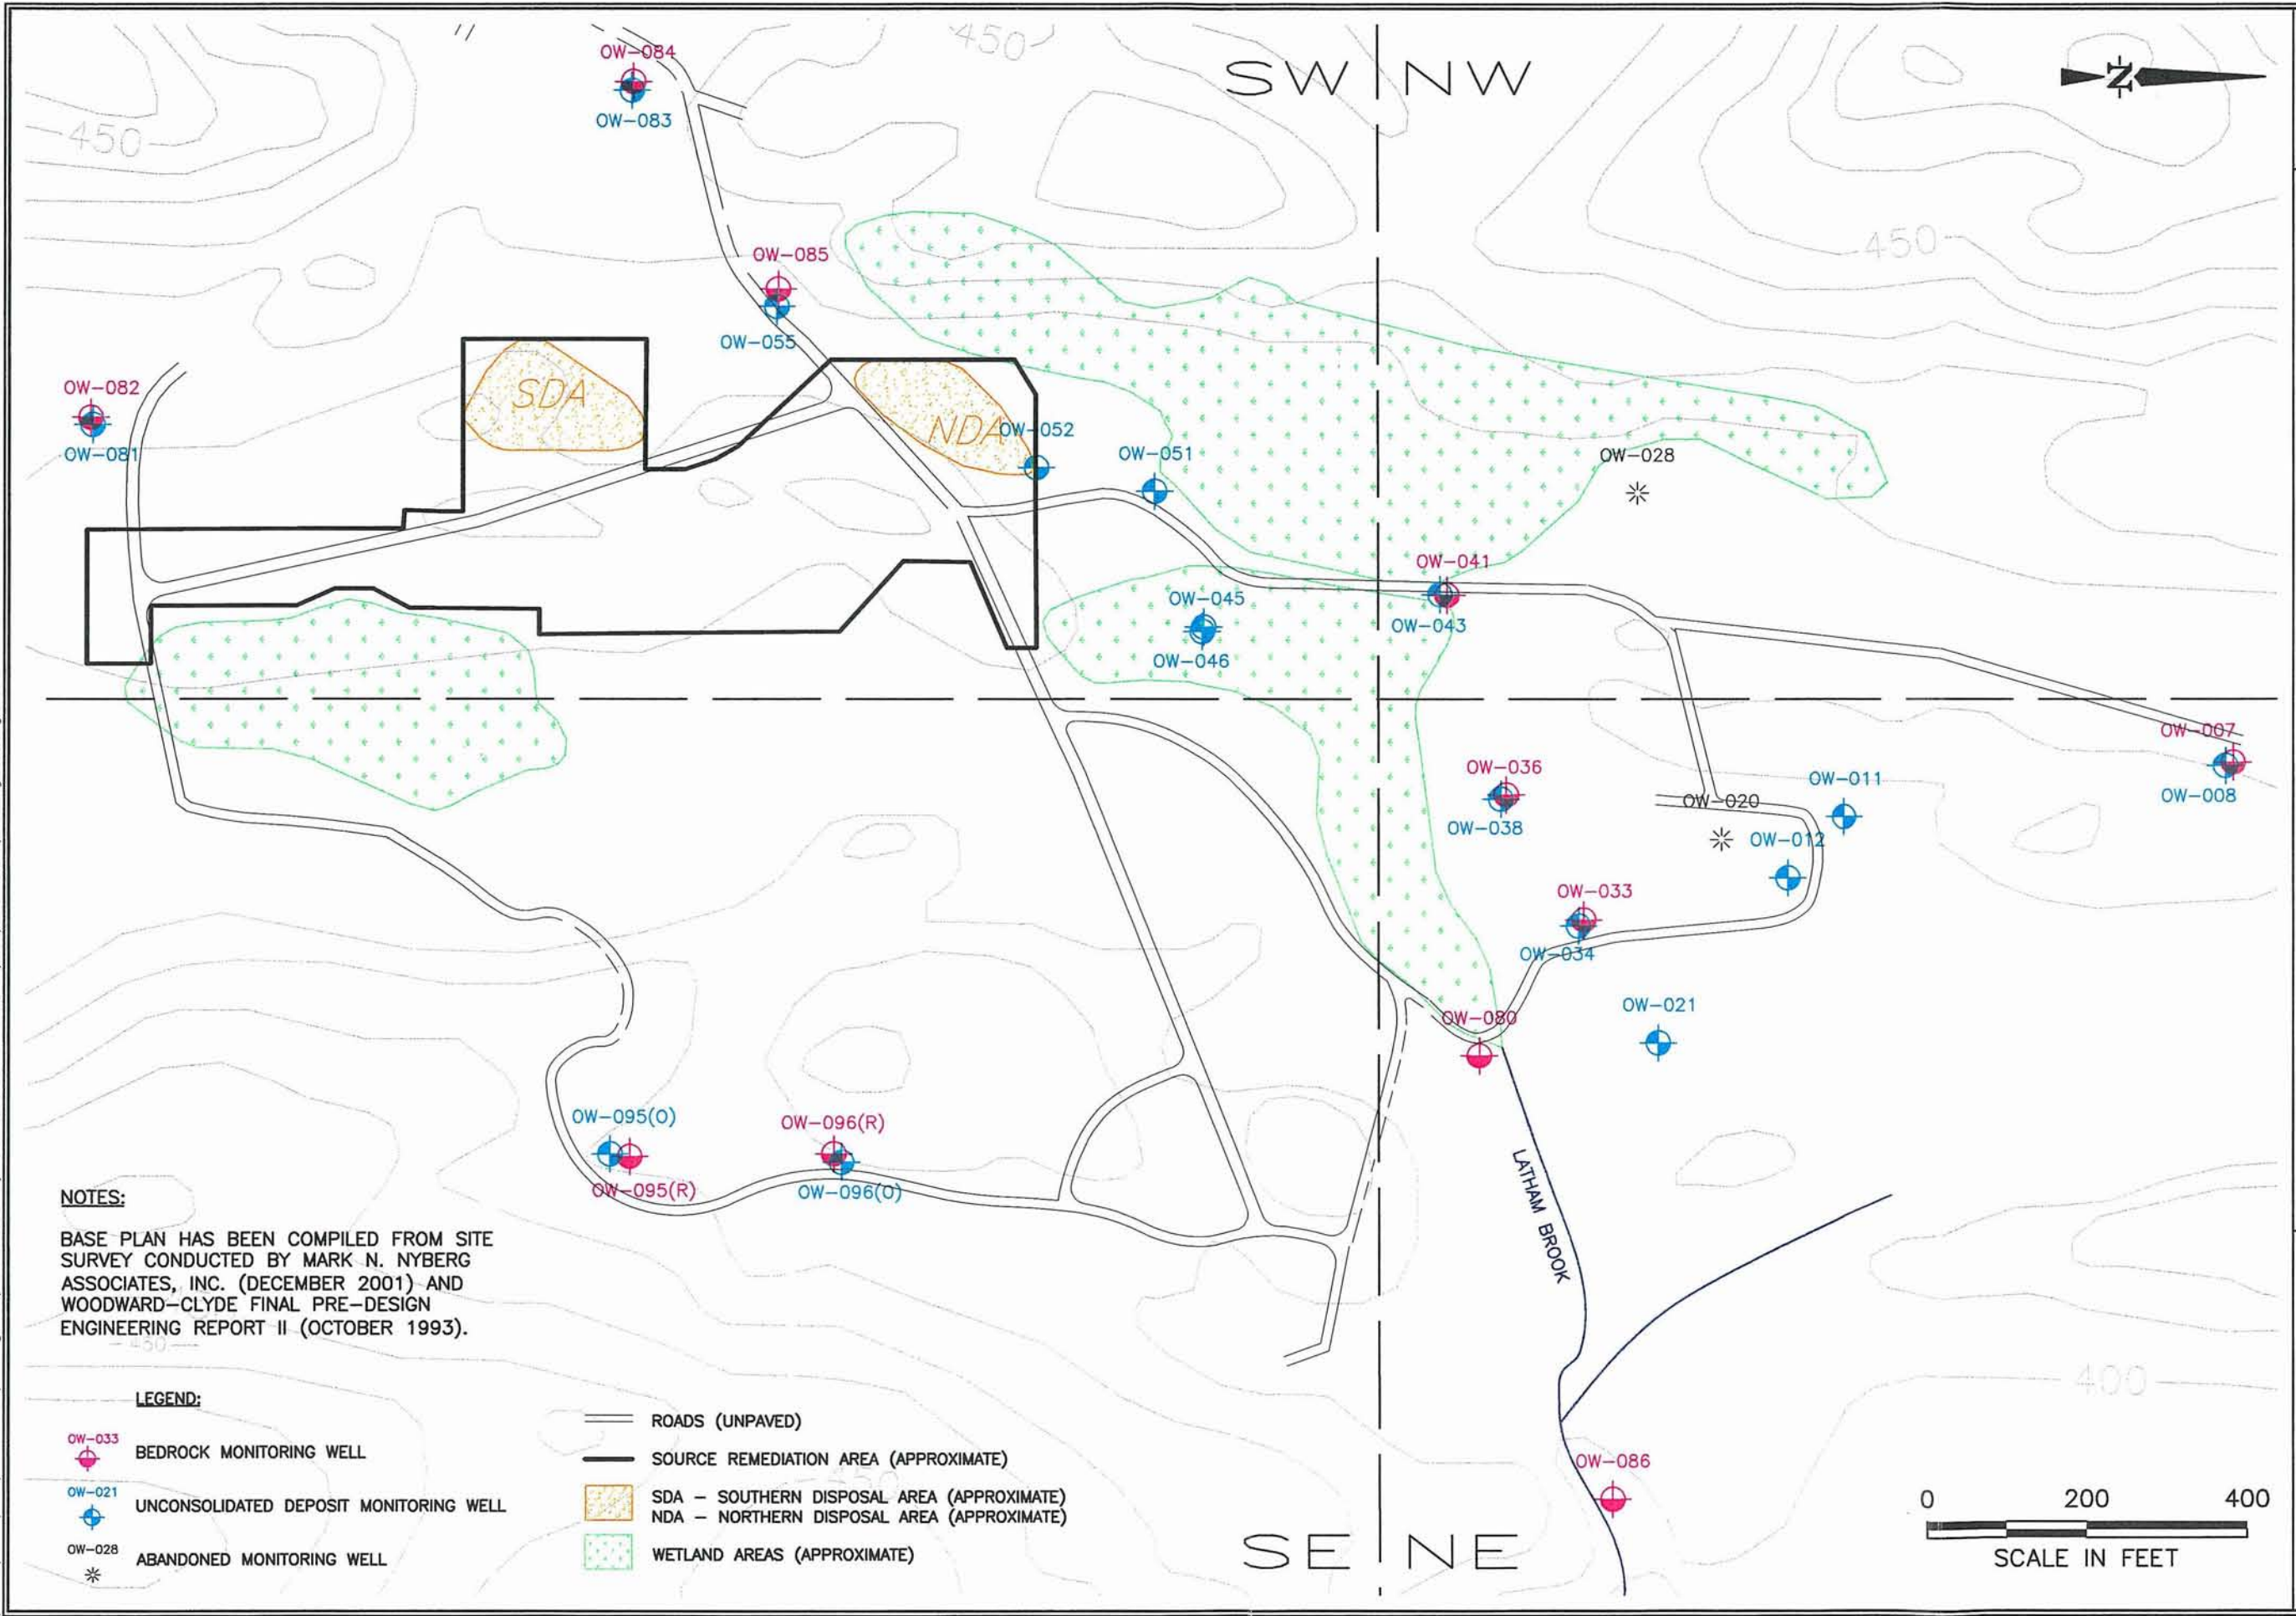 450
OW-084
OW-083
SW
NW
N
450
450
OW-085
OW-055
OW-082
OW-081
SDA
NDA
OW-052
OW-051
OW-028
OW-041
OW-043
OW-045
OW-046
OW-007
OW-008
OW-036
OW-038
OW-020
OW-011
OW-012
OW-033
OW-034
OW-021
OW-080
OW-095(O)
OW-095(R)
OW-096(R)
OW-096(O)
LATHAM BROOK
NOTES:
BASE PLAN HAS BEEN COMPILED FROM SITE
SURVEY CONDUCTED BY MARK N. NYBERG
ASSOCIATES, INC. (DECEMBER 2001) AND
WOODWARD-CLYDE FINAL PRE-DESIGN
ENGINEERING REPORT II (OCTOBER 1993).
450
400
LEGEND:
OW-033
BEDROCK MONITORING WELL
OW-021
UNCONSOLIDATED DEPOSIT MONITORING WELL
OW-028
ABANDONED MONITORING WELL
ROADS (UNPAVED)
SOURCE REMEDIATION AREA (APPROXIMATE)
450
SDA - SOUTHERN DISPOSAL AREA (APPROXIMATE)
NDA - NORTHERN DISPOSAL AREA (APPROXIMATE)
WETLAND AREAS (APPROXIMATE)
OW-086
SE
NE
0 200 400
SCALE IN FEET